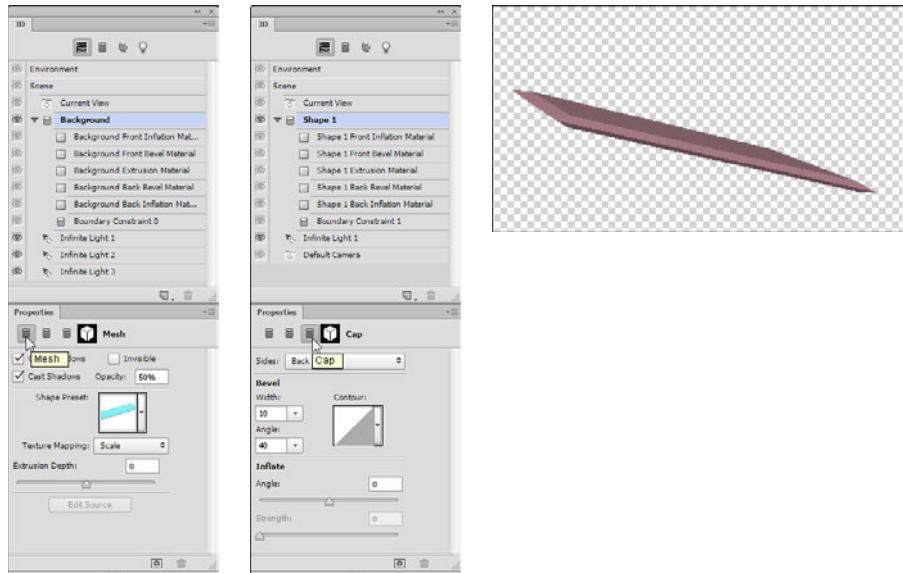 3D
Environment
Scene
Current View
Background
Background Front Inflation Mat...
Background Front Bevel Material
Background Extrusion Material
Background Back Bevel Material
Background Back Inflation Mat...
Boundary Constraint 0
Infinite Light 1
Infinite Light 2
Infinite Light 3
Properties
Mesh
Mesh
Invisible
Cast Shadows
Opacity: 50%
Shape Preset:
Texture Mapping: Scale
Extrusion Depth: 0
Edit Source
3D
Environment
Scene
Current View
Shape 1
Shape 1 Front Inflation Material
Shape 1 Front Bevel Material
Shape 1 Extrusion Material
Shape 1 Back Bevel Material
Shape 1 Back Inflation Material
Boundary Constraint 1
Infinite Light 1
Default Camera
Properties
Cap
Sides: Back
Cap
Bevel
Width: Contour:
10
Angle:
40
Inflate
Angle: 0
Strength: 0